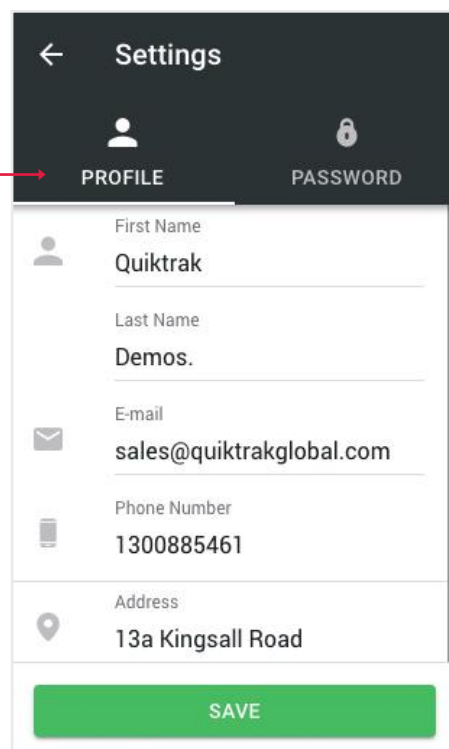 Settings
PROFILE PASSWORD
First Name
Quiktrak
Last Name
Demos.
E-mail
sales@quiktrakglobal.com
Phone Number
1300885461
Address
13a Kingsall Road
SAVE